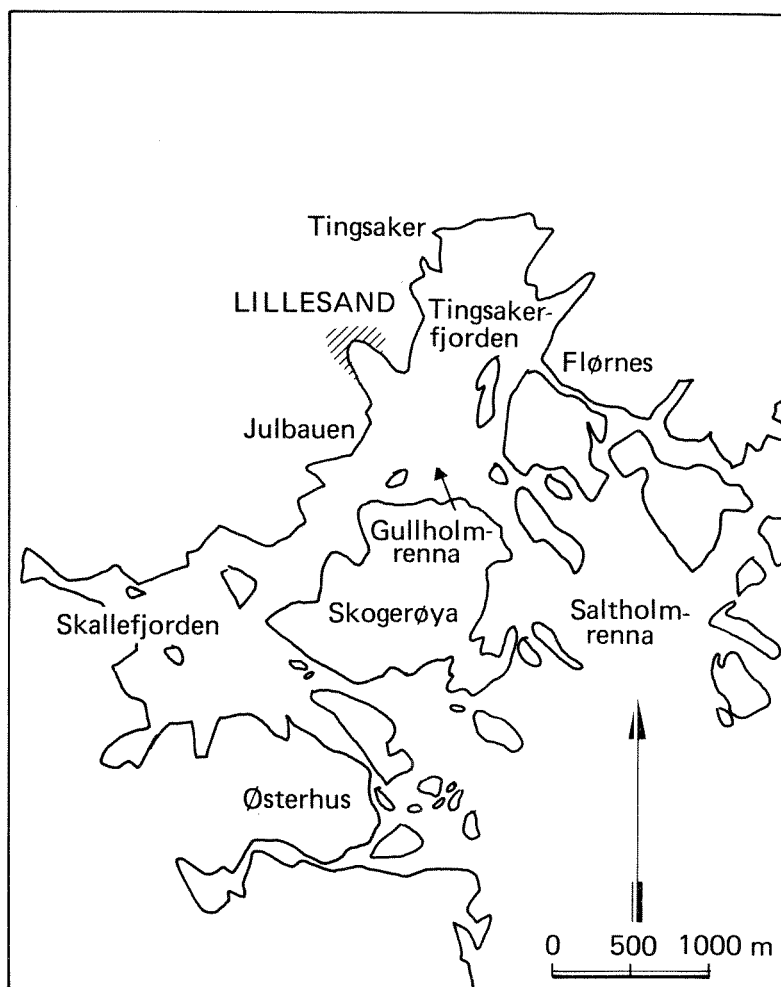 Tingsaker
LILLESAND
Tingsaker-
fjorden
Flørnes
Julbauen
Gullholm-
renna
Skogerøya
Saltholm-
renna
Skallefjorden
Østerhus
0 500 1000 m